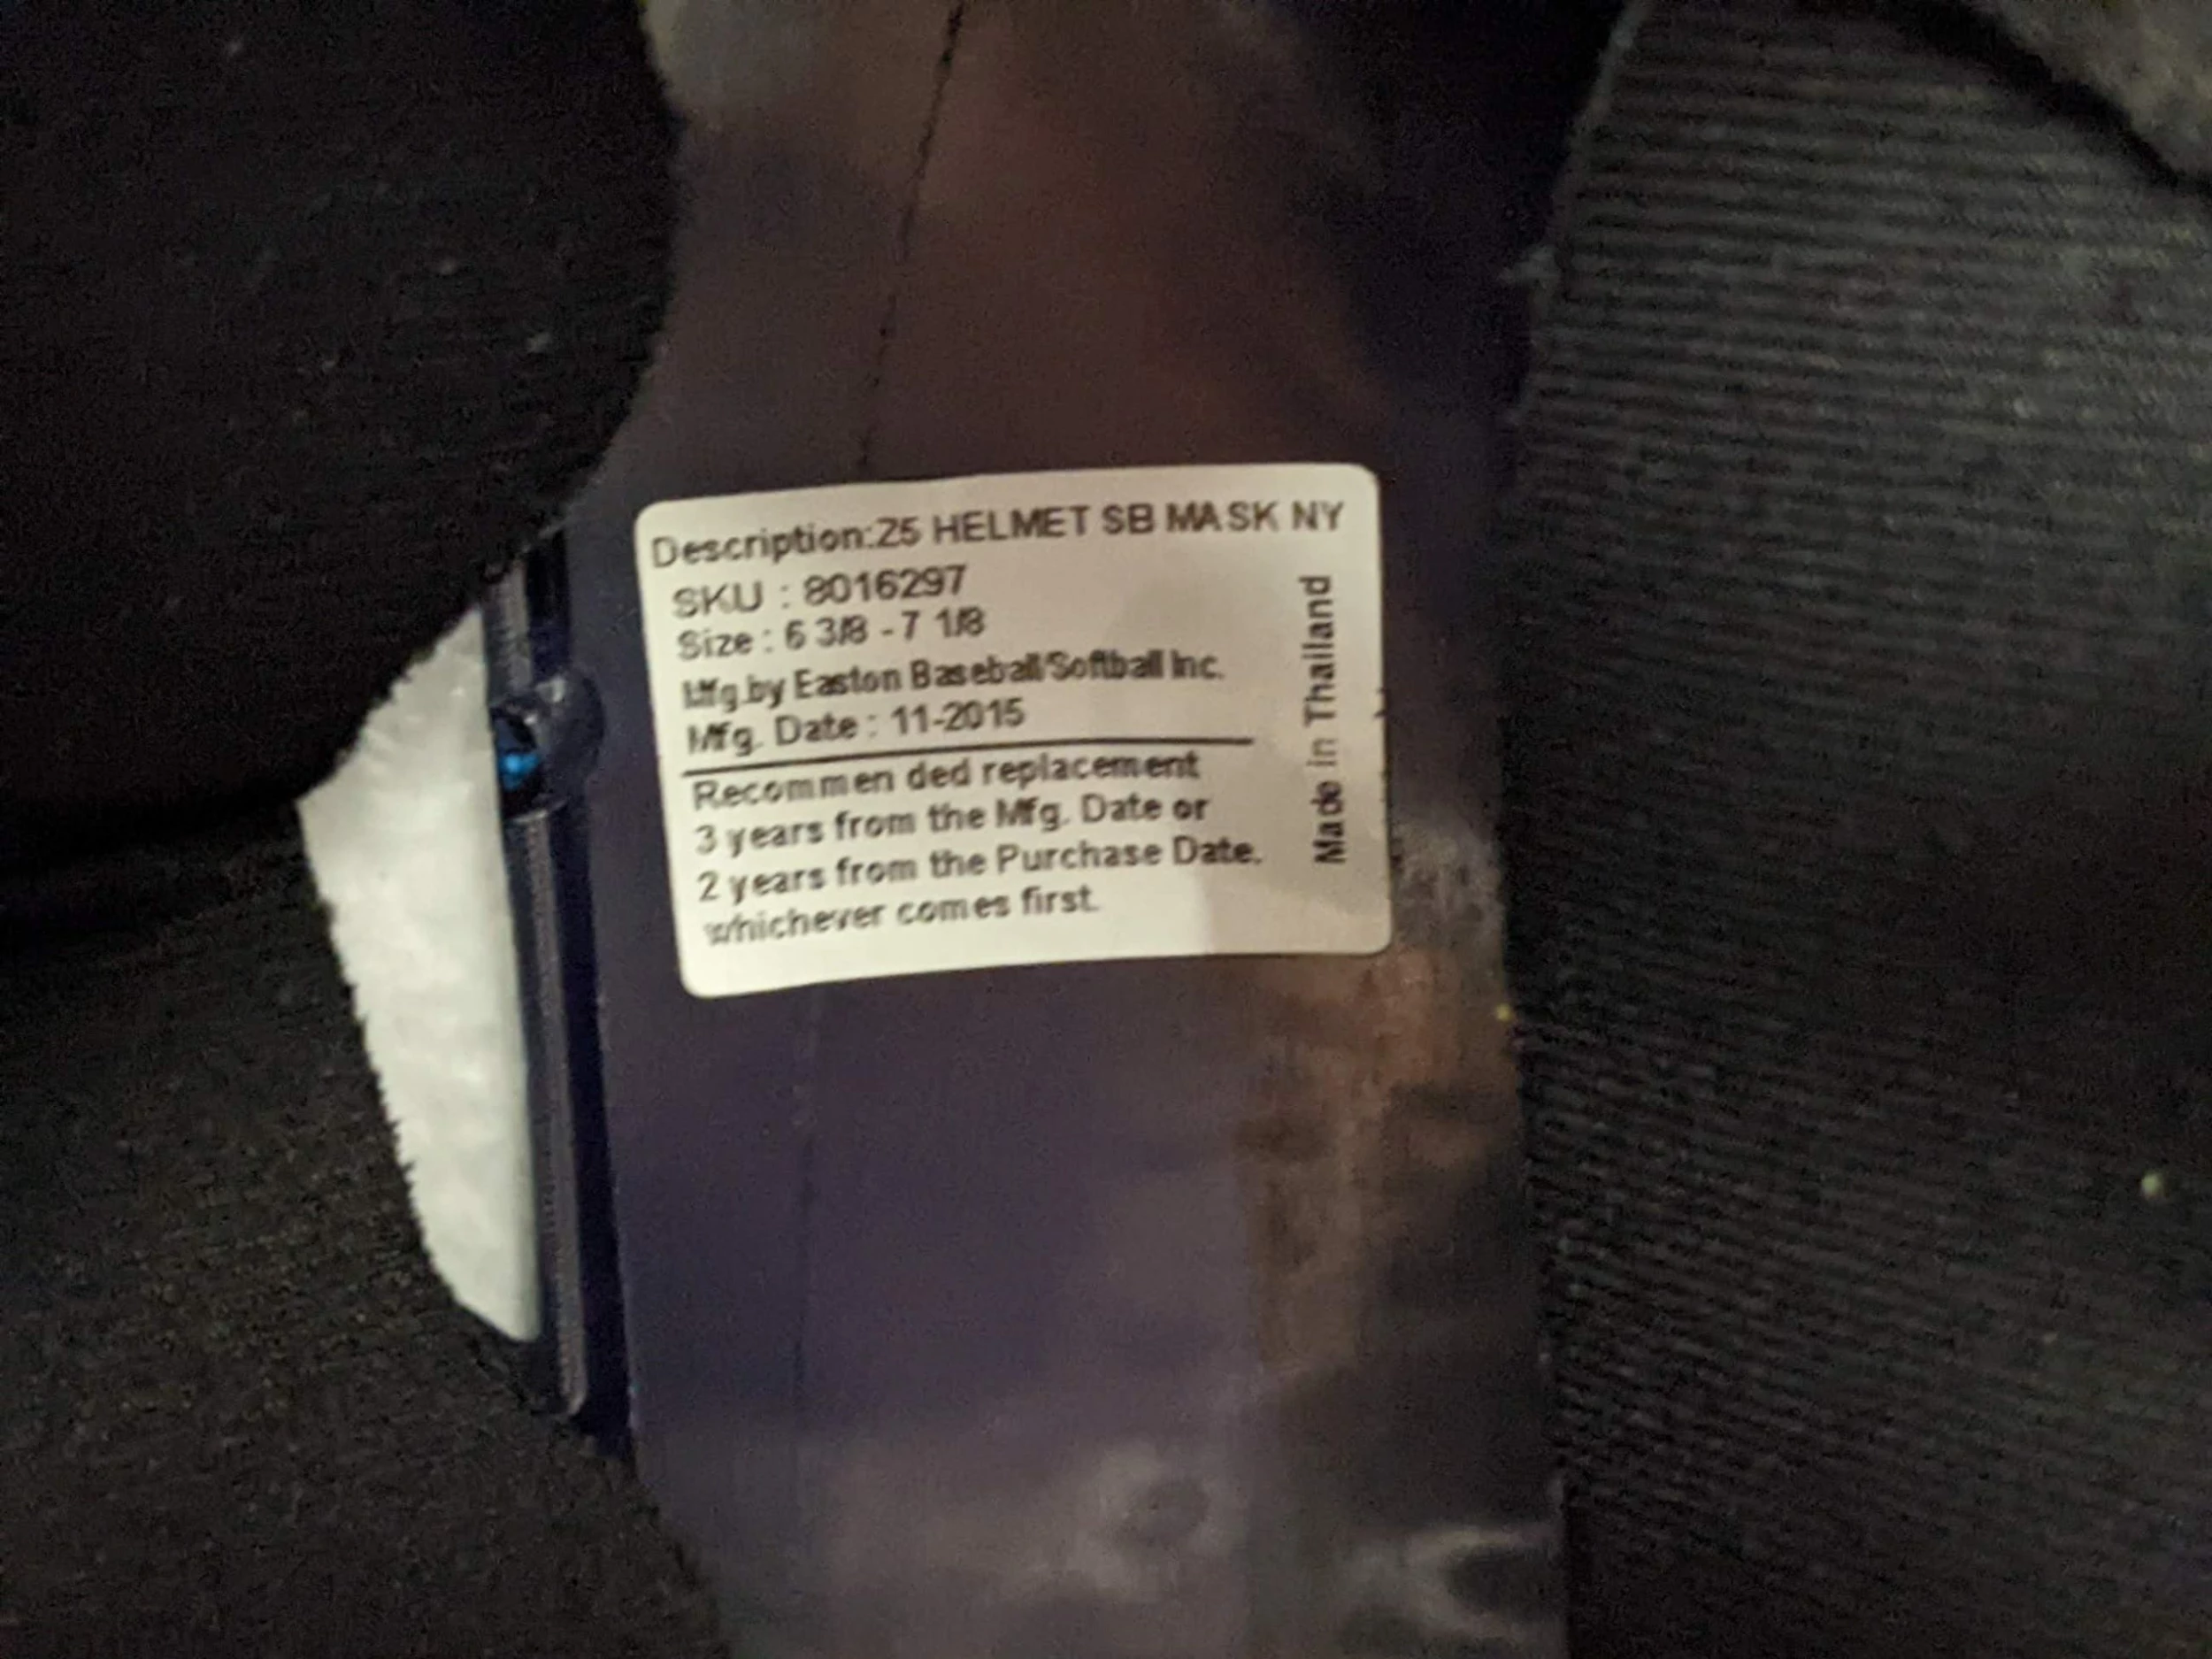 Description:Z5 HELMET SB MASK NY
SKU : 8016297
Size : 6 3/8 - 7 1/8
Mfg.by Easton Baseball/Softball Inc.
Mfg. Date : 11-2015
Recommen ded replacement
3 years from the Mfg. Date or
2 years from the Purchase Date.
whichever comes first.
Made in Thailand